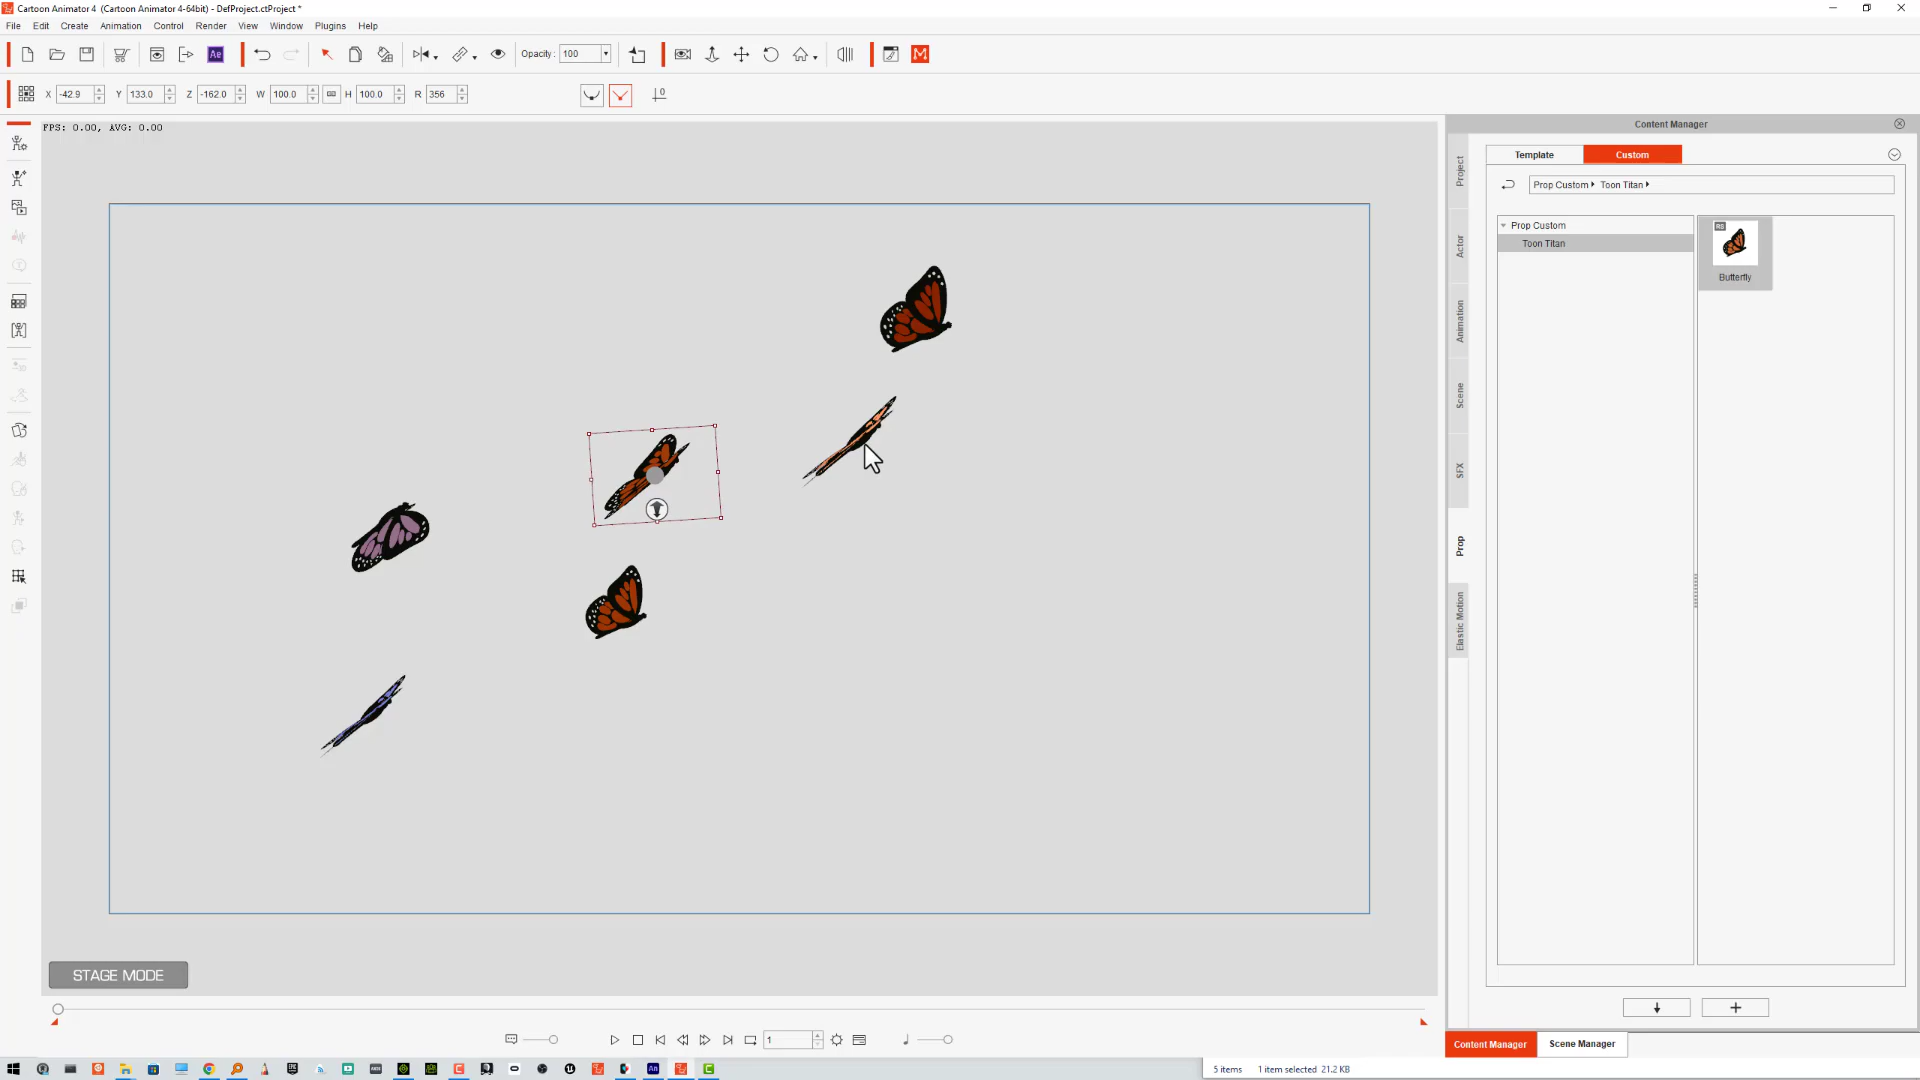 Cartoon Animator 4 (Cartoon Animator 4-64bit) - DefProject.ctProject *
File Edit Create Animation Control Render View Window Plugins Help
Ae
Opacity: 100
X -42.9 Y 133.0 Z -162.0 W 100.0 H 100.0 R 356
FPS: 0.00, AVG: 0.00
Content Manager
Template Custom
Prop Custom Toon Titan
Prop Custom
Toon Titan
RS
Butterfly
Project
Actor
Animation
Scene
SFX
Prop
Elastic Motion
STAGE MODE
1
Content Manager Scene Manager
5 items 1 item selected 21.2 KB